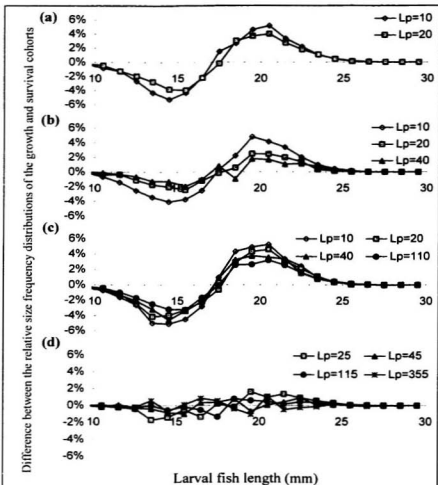 Difference between the relative size frequency distributions of the growth and survival cohorts
(a)
Lp=10
Lp=20
6%
4%
2%
0%
-2%
-4%
-6%
10 15 20 25 30
(b)
Lp=10
Lp=20
Lp=40
6%
4%
2%
0%
-2%
-4%
-6%
10 15 20 25 30
(c)
Lp=10 Lp=20
Lp=40 Lp=110
6%
4%
2%
0%
-2%
-4%
-6%
10 15 20 25 30
(d)
Lp=25 Lp=45
Lp=115 Lp=355
6%
4%
2%
0%
-2%
-4%
-6%
10 15 20 25 30
Larval fish length (mm)